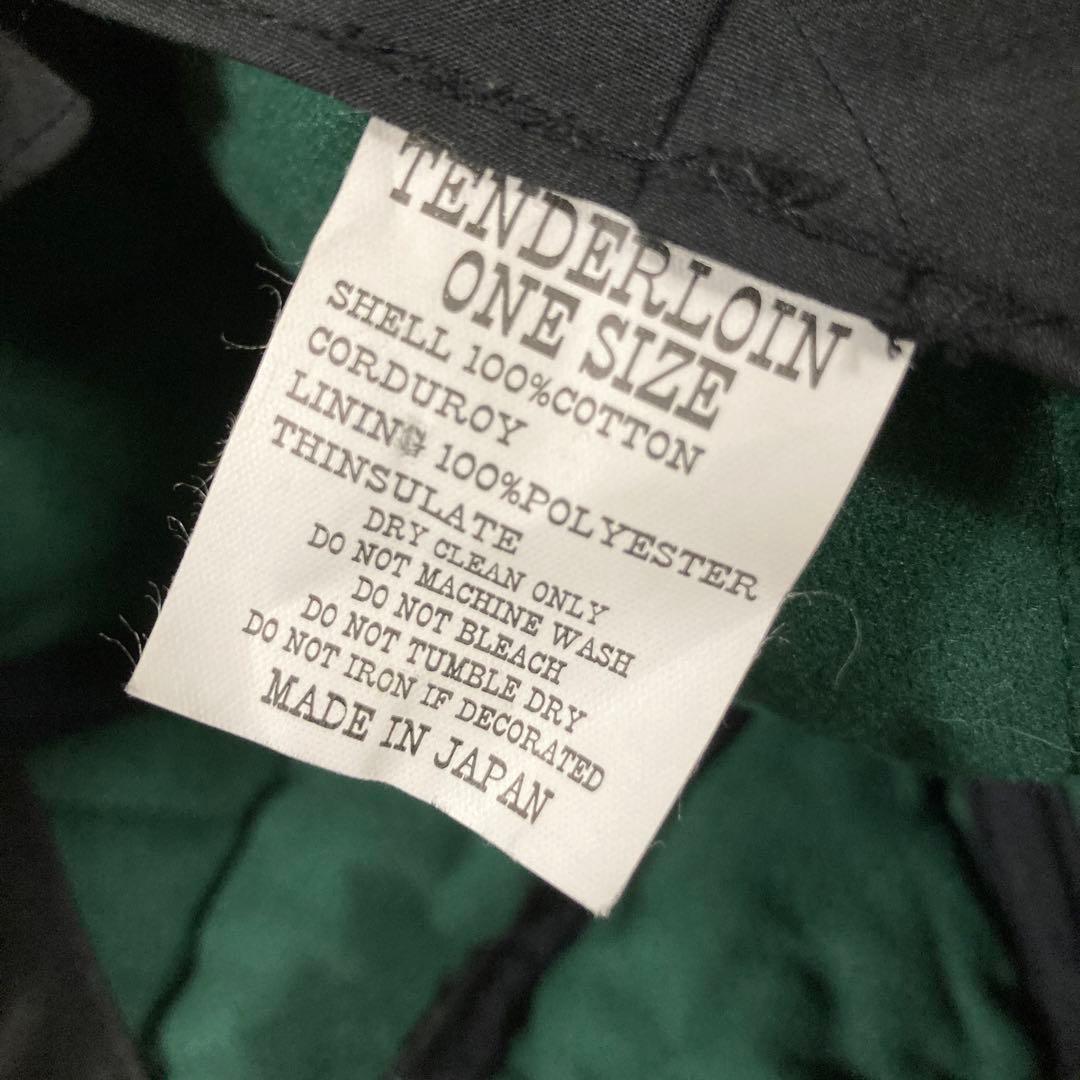 TENDERLOIN
ONE SIZE
SHELL 100%COTTON
CORDUROY
LINING 100%POLYESTER
THINSULATE
DRY CLEAN ONLY
DO NOT MACHINE WASH
DO NOT BLEACH
DO NOT TUMBLE DRY
DO NOT IRON IF DECORATED
MADE IN JAPAN